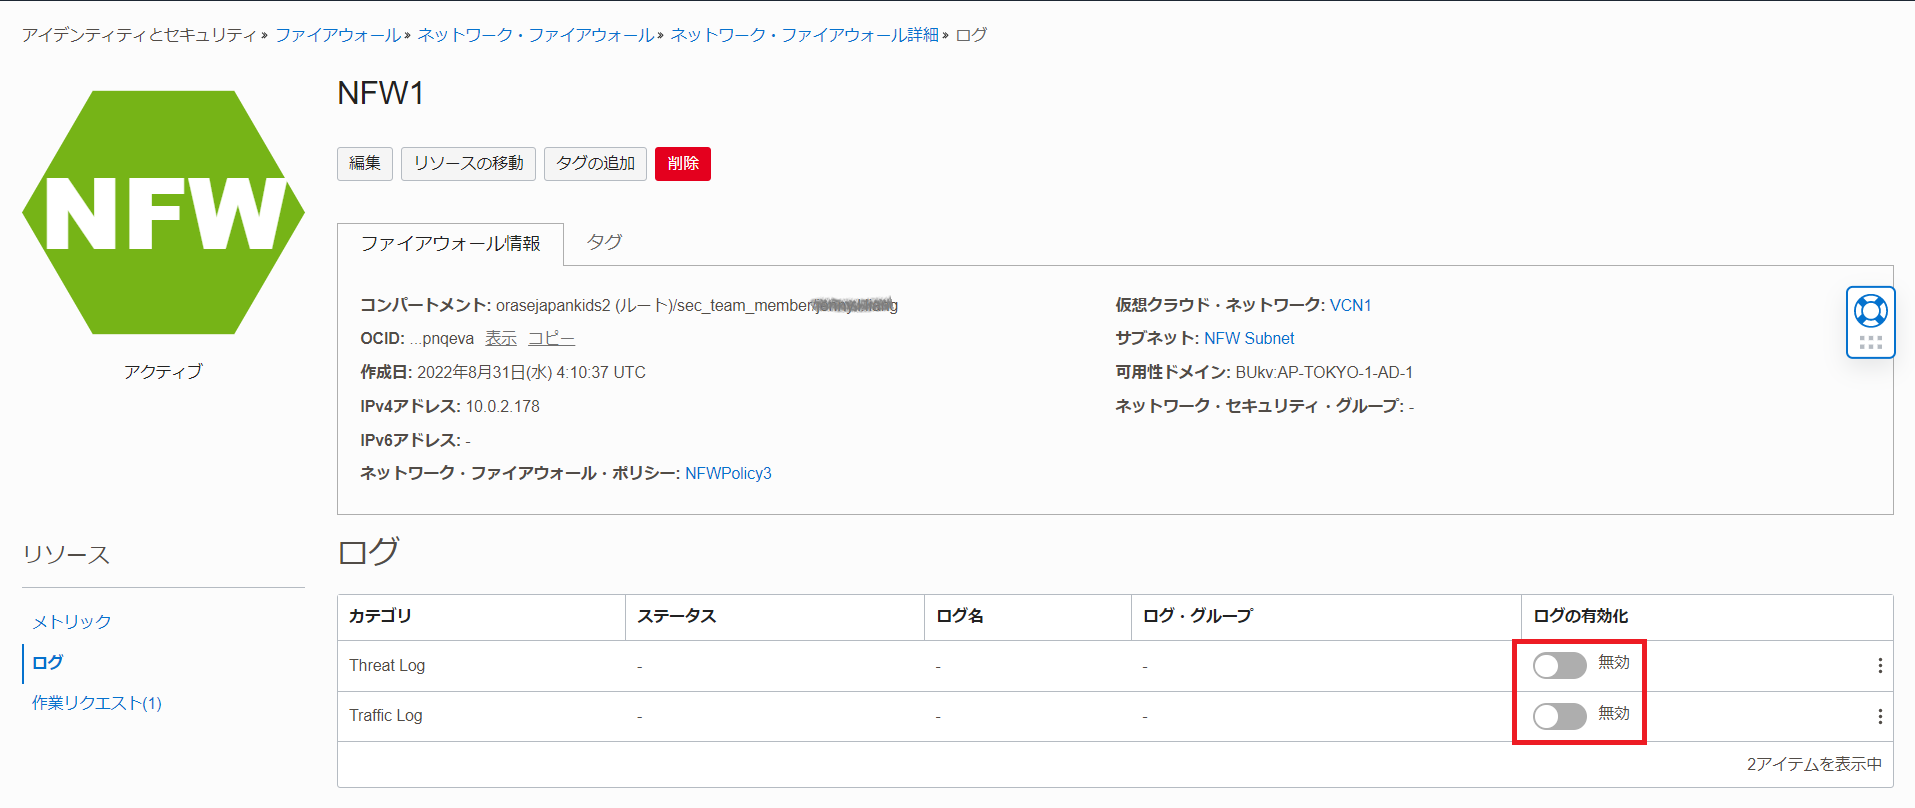 アイデンティティとセキュリティ » ファイアウォール » ネットワーク・ファイアウォール » ネットワーク・ファイアウォール詳細 » ログ
NFW
アクティブ
NFW1
編集 リソースの移動 タグの追加 削除
ファイアウォール情報 タグ
コンパートメント: orasejapankids2 (ルート)/sec_team_member/
OCID: ...pnqeva 表示 コピー
作成日: 2022年8月31日(水) 4:10:37 UTC
IPv4アドレス: 10.0.2.178
IPv6アドレス: -
ネットワーク・ファイアウォール・ポリシー: NFWPolicy3
仮想クラウド・ネットワーク: VCN1
サブネット: NFW Subnet
可用性ドメイン: BUkv:AP-TOKYO-1-AD-1
ネットワーク・セキュリティ・グループ: -
リソース
メトリック
ログ
作業リクエスト(1)
ログ
カテゴリ ステータス ログ名 ログ・グループ ログの有効化
Threat Log - - - 無効
Traffic Log - - - 無効
2アイテムを表示中